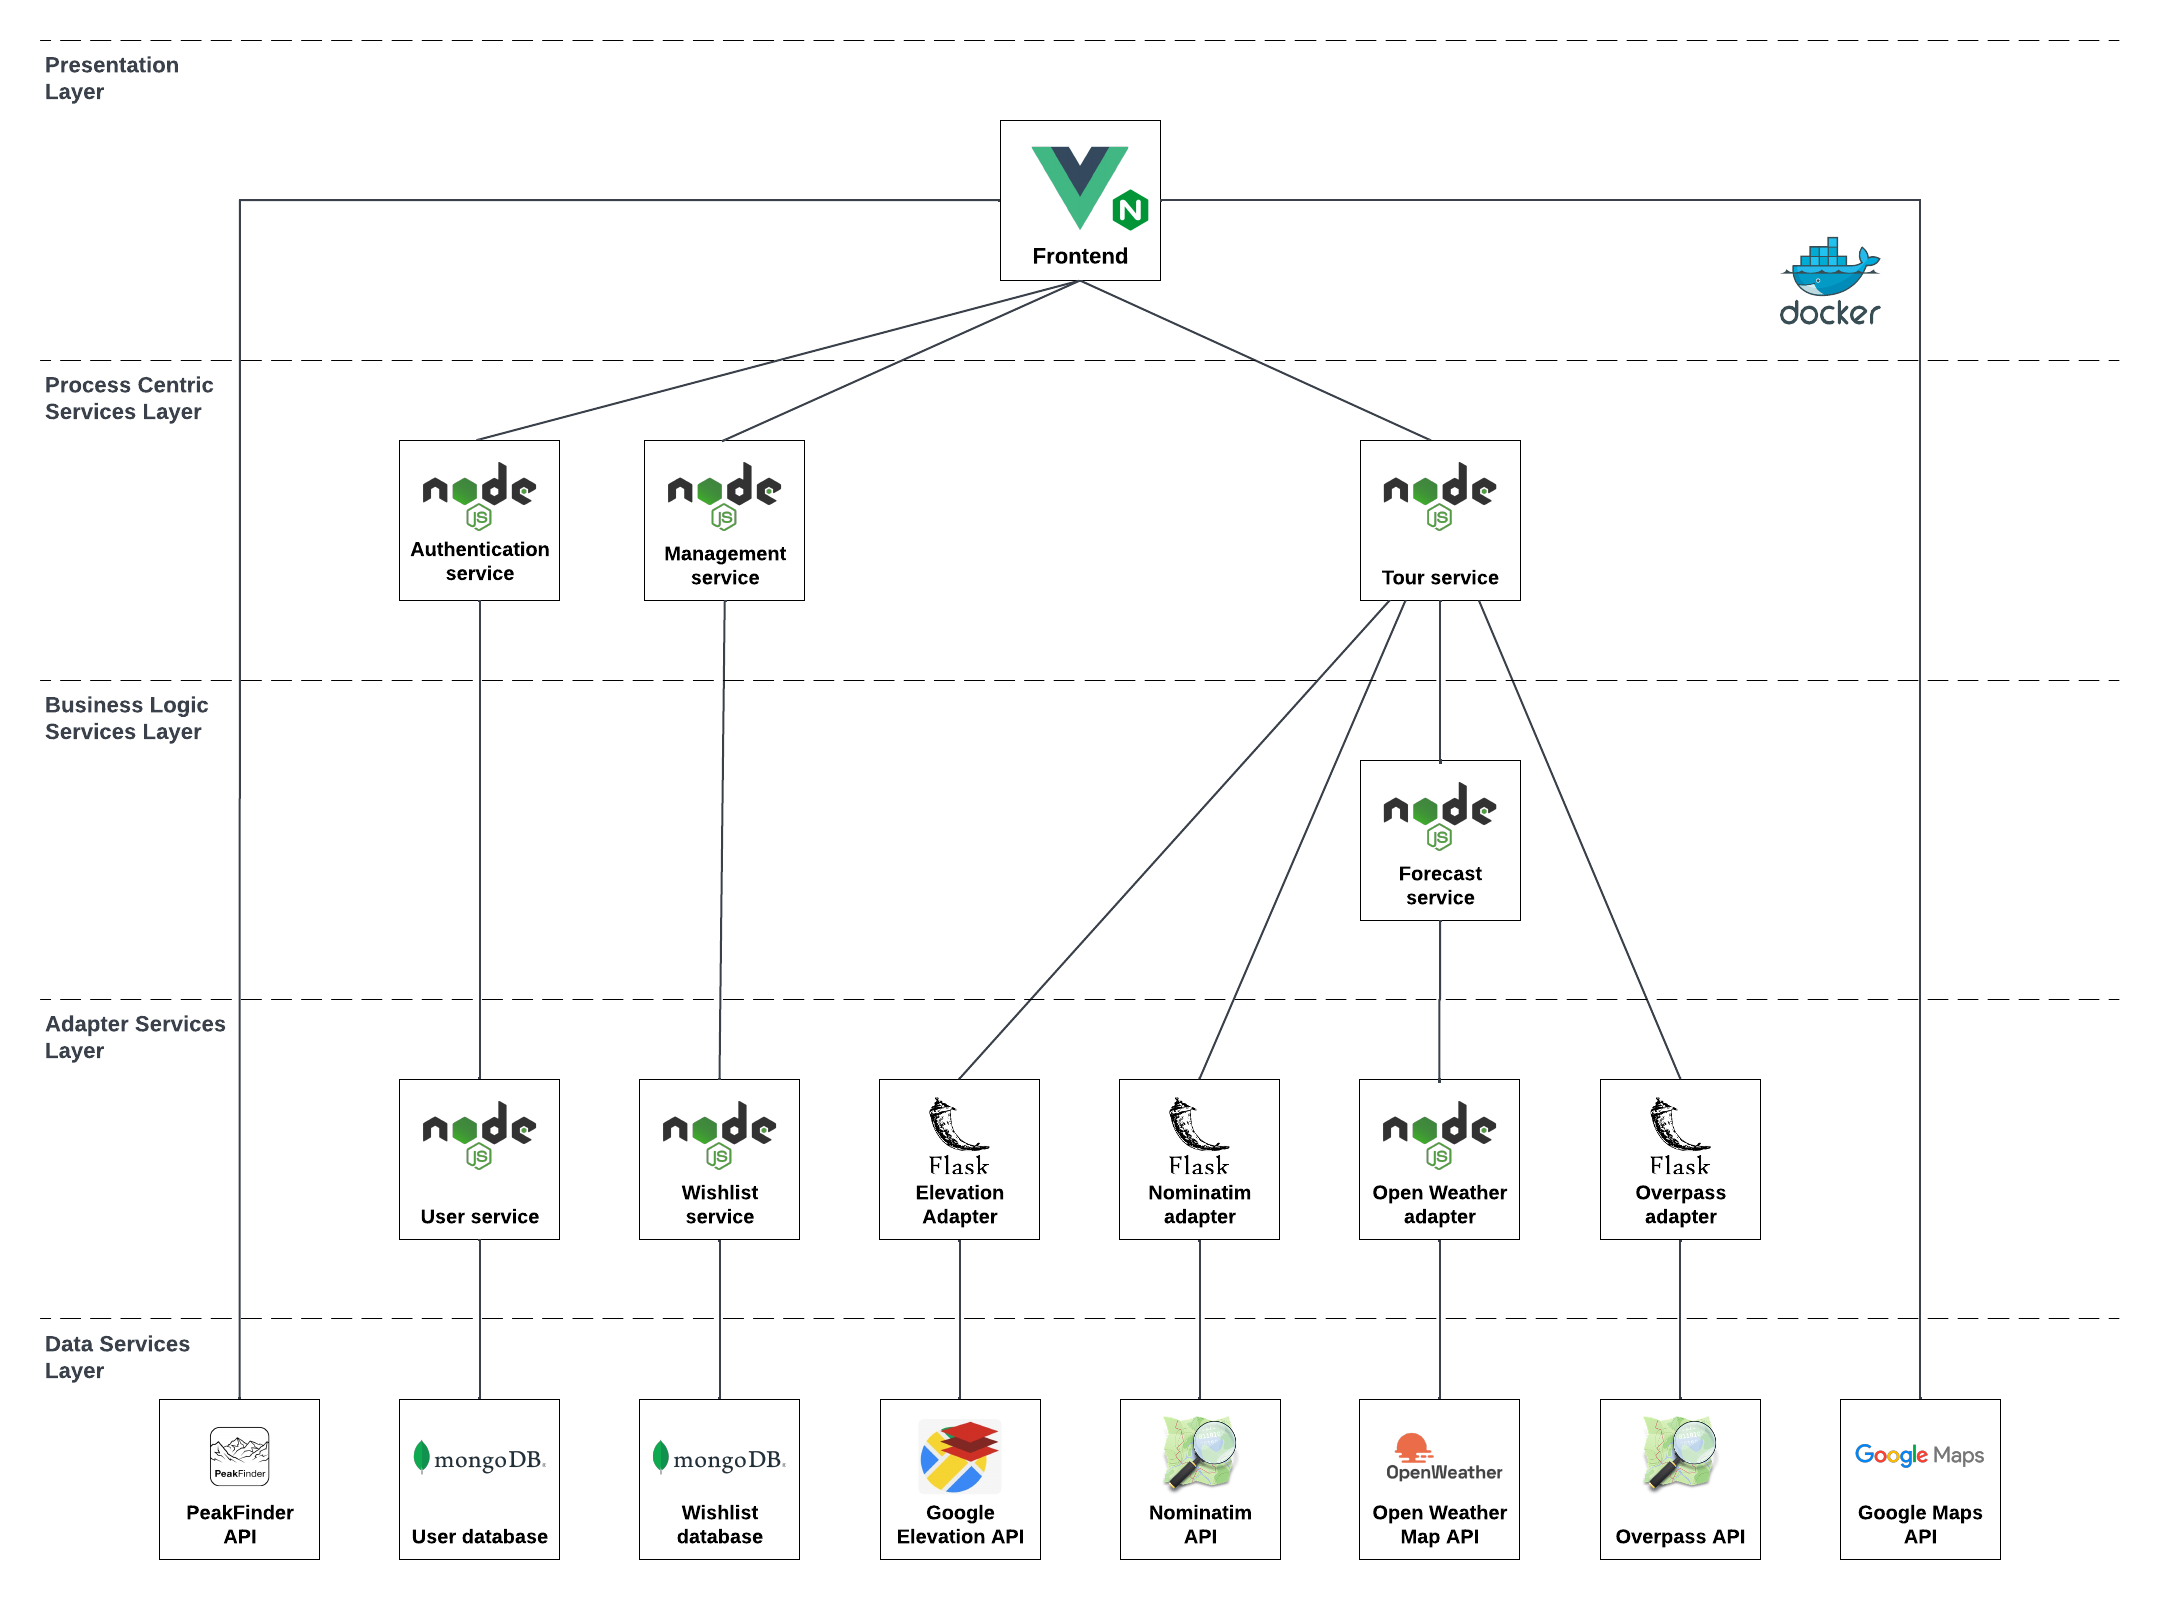 Presentation
Layer
N
Frontend
docker
Process Centric
Services Layer
node
JS
Authentication
service
node
JS
Management
service
node
JS
Tour service
Business Logic
Services Layer
node
JS
Forecast
service
Adapter Services
Layer
node
JS
User service
node
JS
Wishlist
service
Flask
Elevation
Adapter
Flask
Nominatim
adapter
node
JS
Open Weather
adapter
Flask
Overpass
adapter
Data Services
Layer
PeakFinder
PeakFinder
API
mongoDB
User database
mongoDB
Wishlist
database
Google
Elevation API
Nominatim
API
OpenWeather
Open Weather
Map API
Overpass API
Google Maps
Google Maps
API